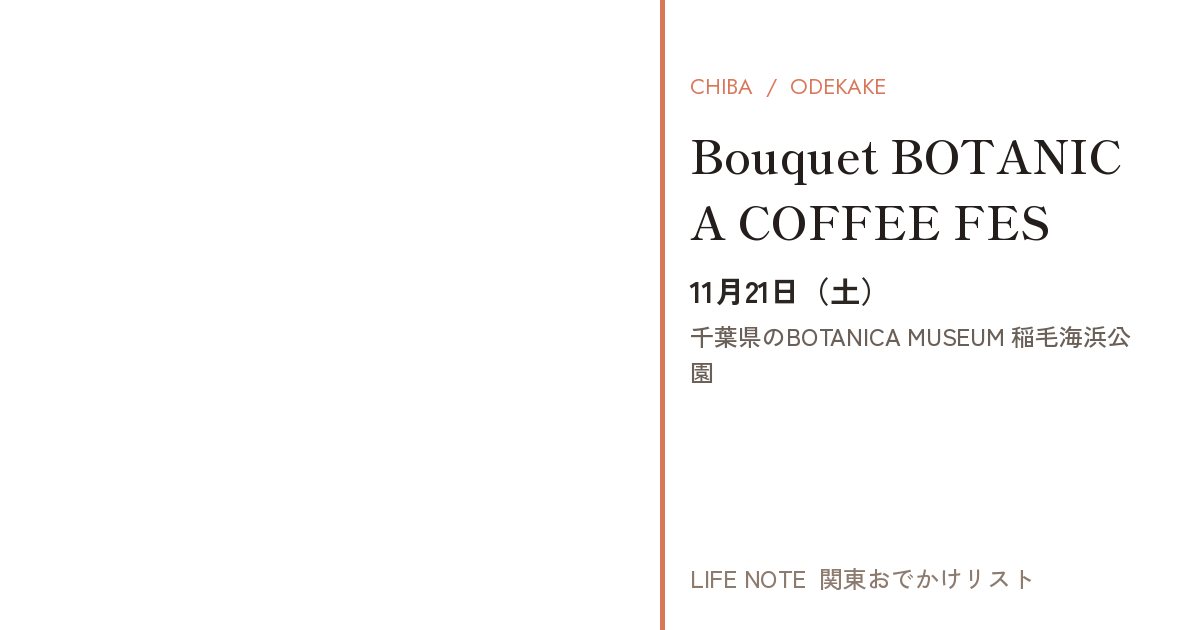 CHIBA / ODEKAKE
Bouquet BOTANIC
A COFFEE FES
11月21日（土）
千葉県のBOTANICA MUSEUM 稲毛海浜公
園
LIFE NOTE 関東おでかけリスト